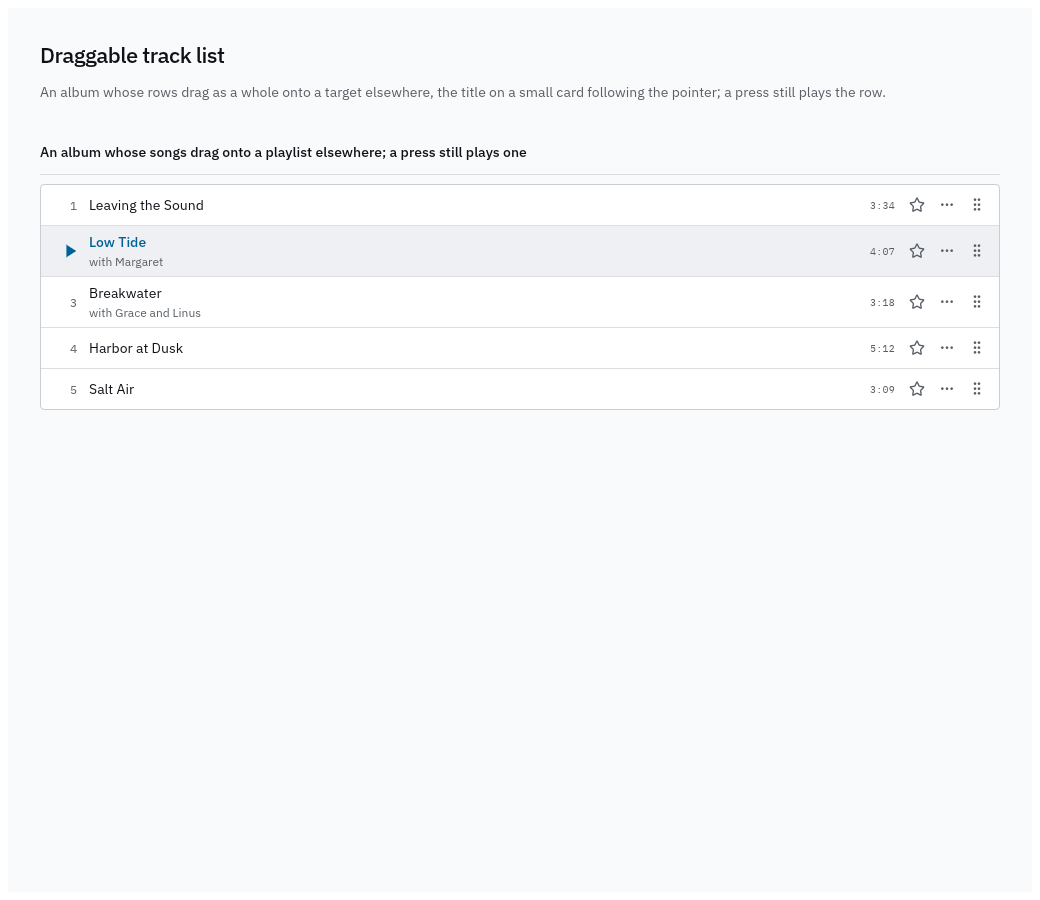 Draggable track list
An album whose rows drag as a whole onto a target elsewhere, the title on a small card following the pointer; a press still plays the row.
An album whose songs drag onto a playlist elsewhere; a press still plays one
1 Leaving the Sound 3:34
Low Tide
with Margaret
4:07
Breakwater
3 with Grace and Linus
3:18
4 Harbor at Dusk 5:12
5 Salt Air 3:09